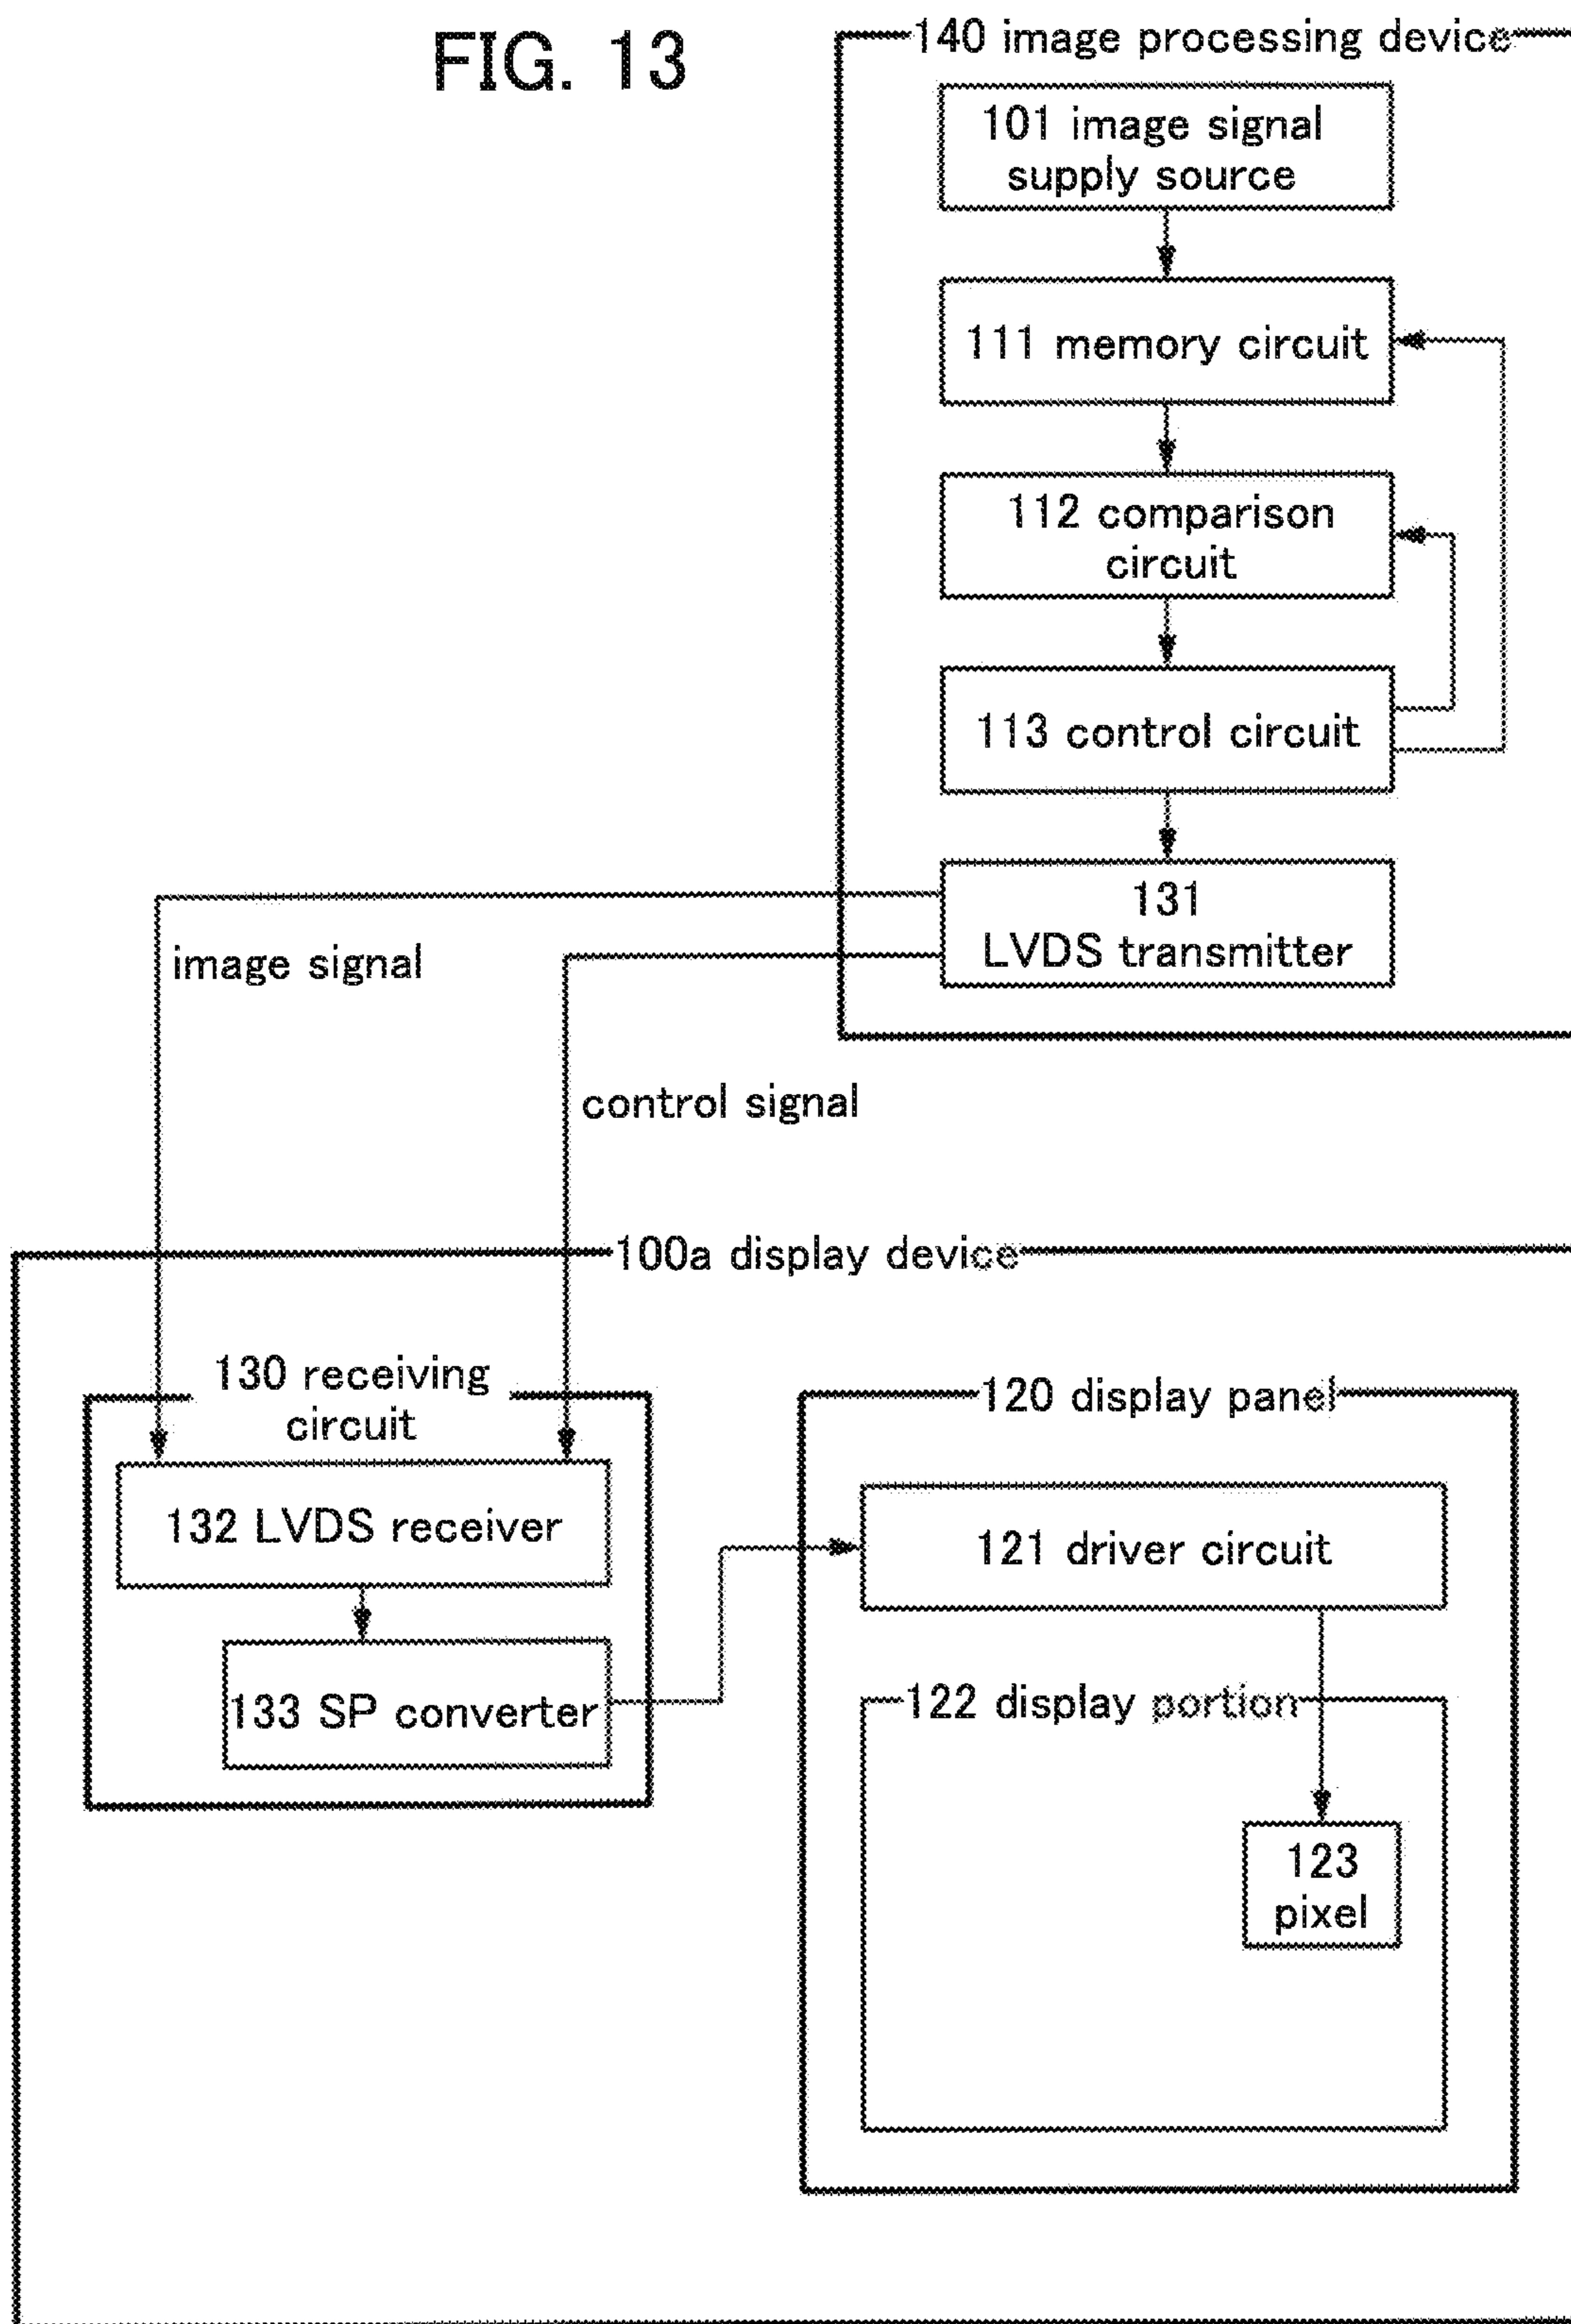 FIG. 13
140 image processing device
101 image signal
supply source
111 memory circuit
112 comparison
circuit
113 control circuit
131
LVDS transmitter
image signal
control signal
100a display device
130 receiving
circuit
132 LVDS receiver
133 SP converter
120 display panel
121 driver circuit
122 display portion
123
pixel